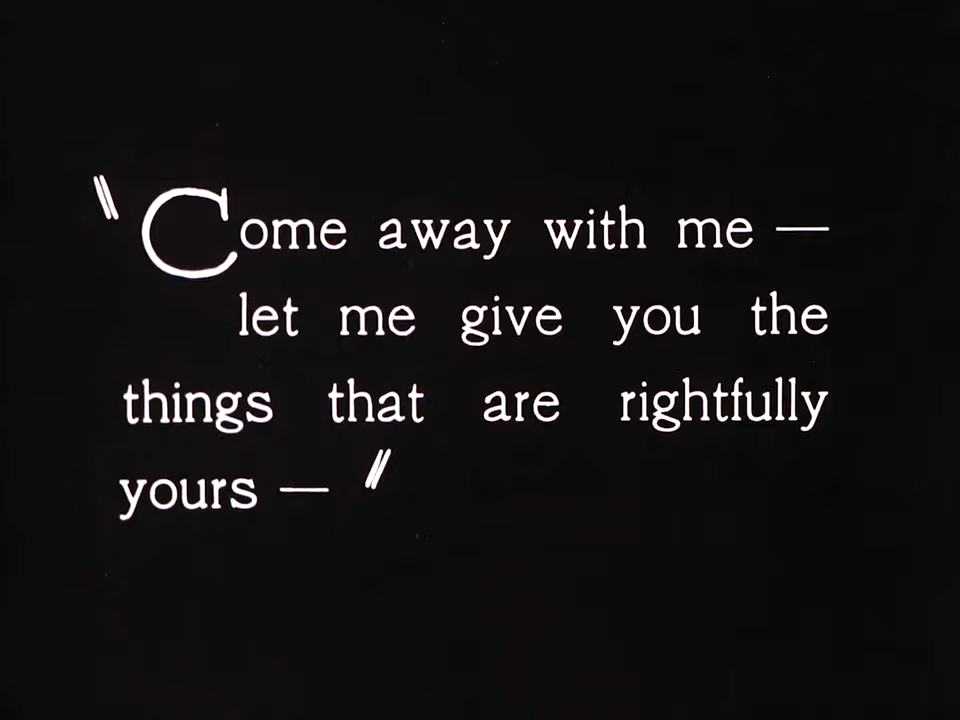 "Come away with me —
let me give you the
things that are rightfully
yours — "